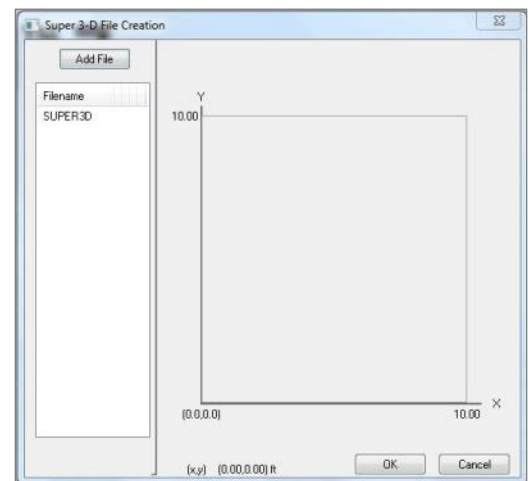 Super 3-D File Creation
Add File
Filename
SUPER3D
Y
10.00
X
(0.0,0.0)
10.00
(x,y) (0.00,0.00) ft
OK
Cancel